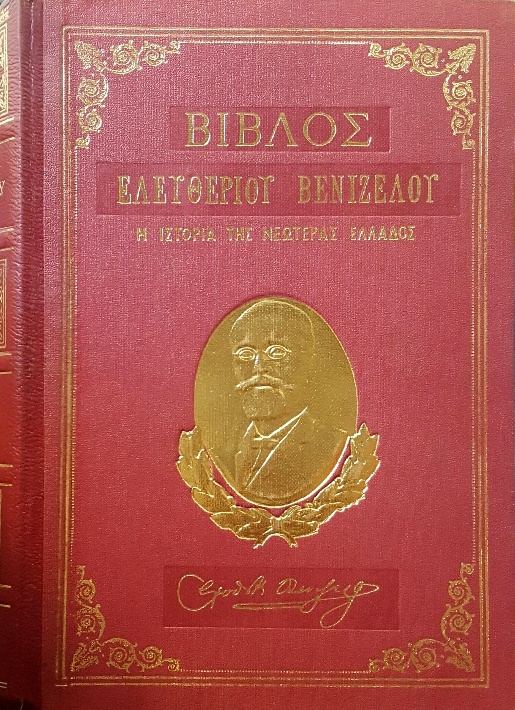 ΒΙΒΛΟΣ
ΕΛΕΥΘΕΡΙΟΥ ΒΕΝΙΖΕΛΟΥ
Η ΙΣΤΟΡΙΑ ΤΗΣ ΝΕΩΤΕΡΑΣ ΕΛΛΑΔΟΣ